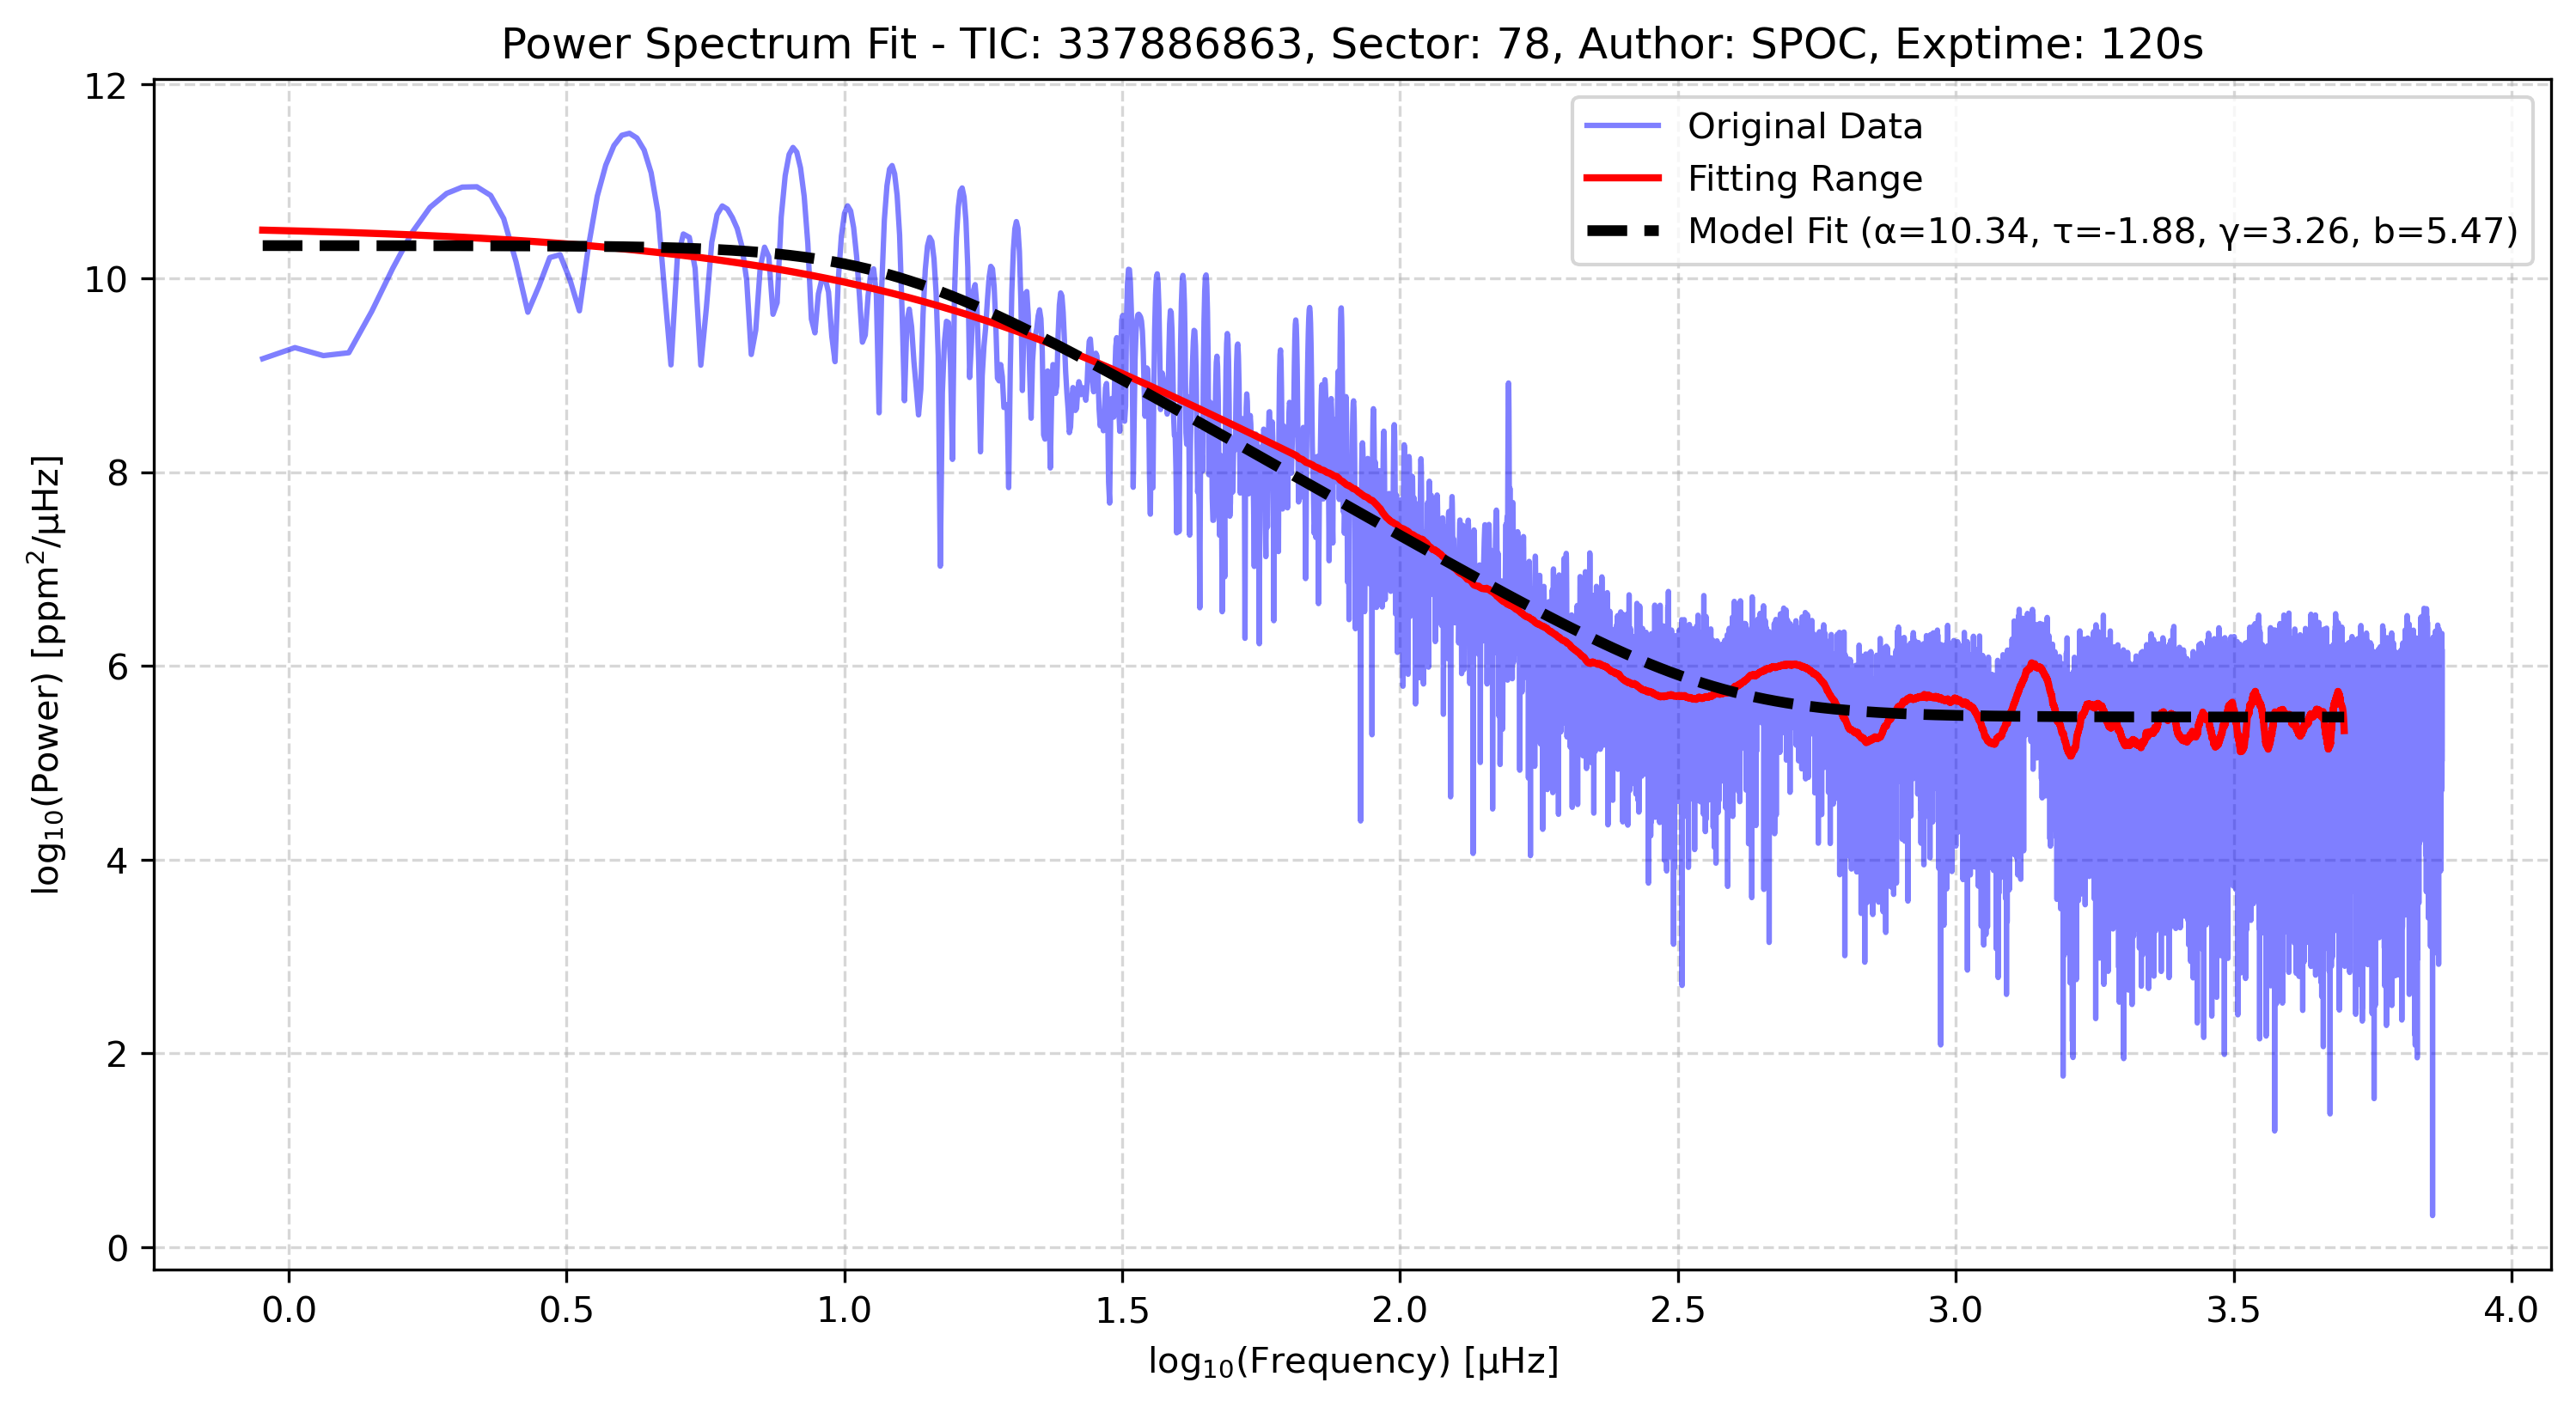 Power Spectrum Fit - TIC: 337886863, Sector: 78, Author: SPOC, Exptime: 120s
Original Data
Fitting Range
Model Fit (α=10.34, τ=-1.88, γ=3.26, b=5.47)
log₁₀(Power) [ppm²/μHz]
12
10
8
6
4
2
0
0.0 0.5 1.0 1.5 2.0 2.5 3.0 3.5 4.0
log₁₀(Frequency) [μHz]